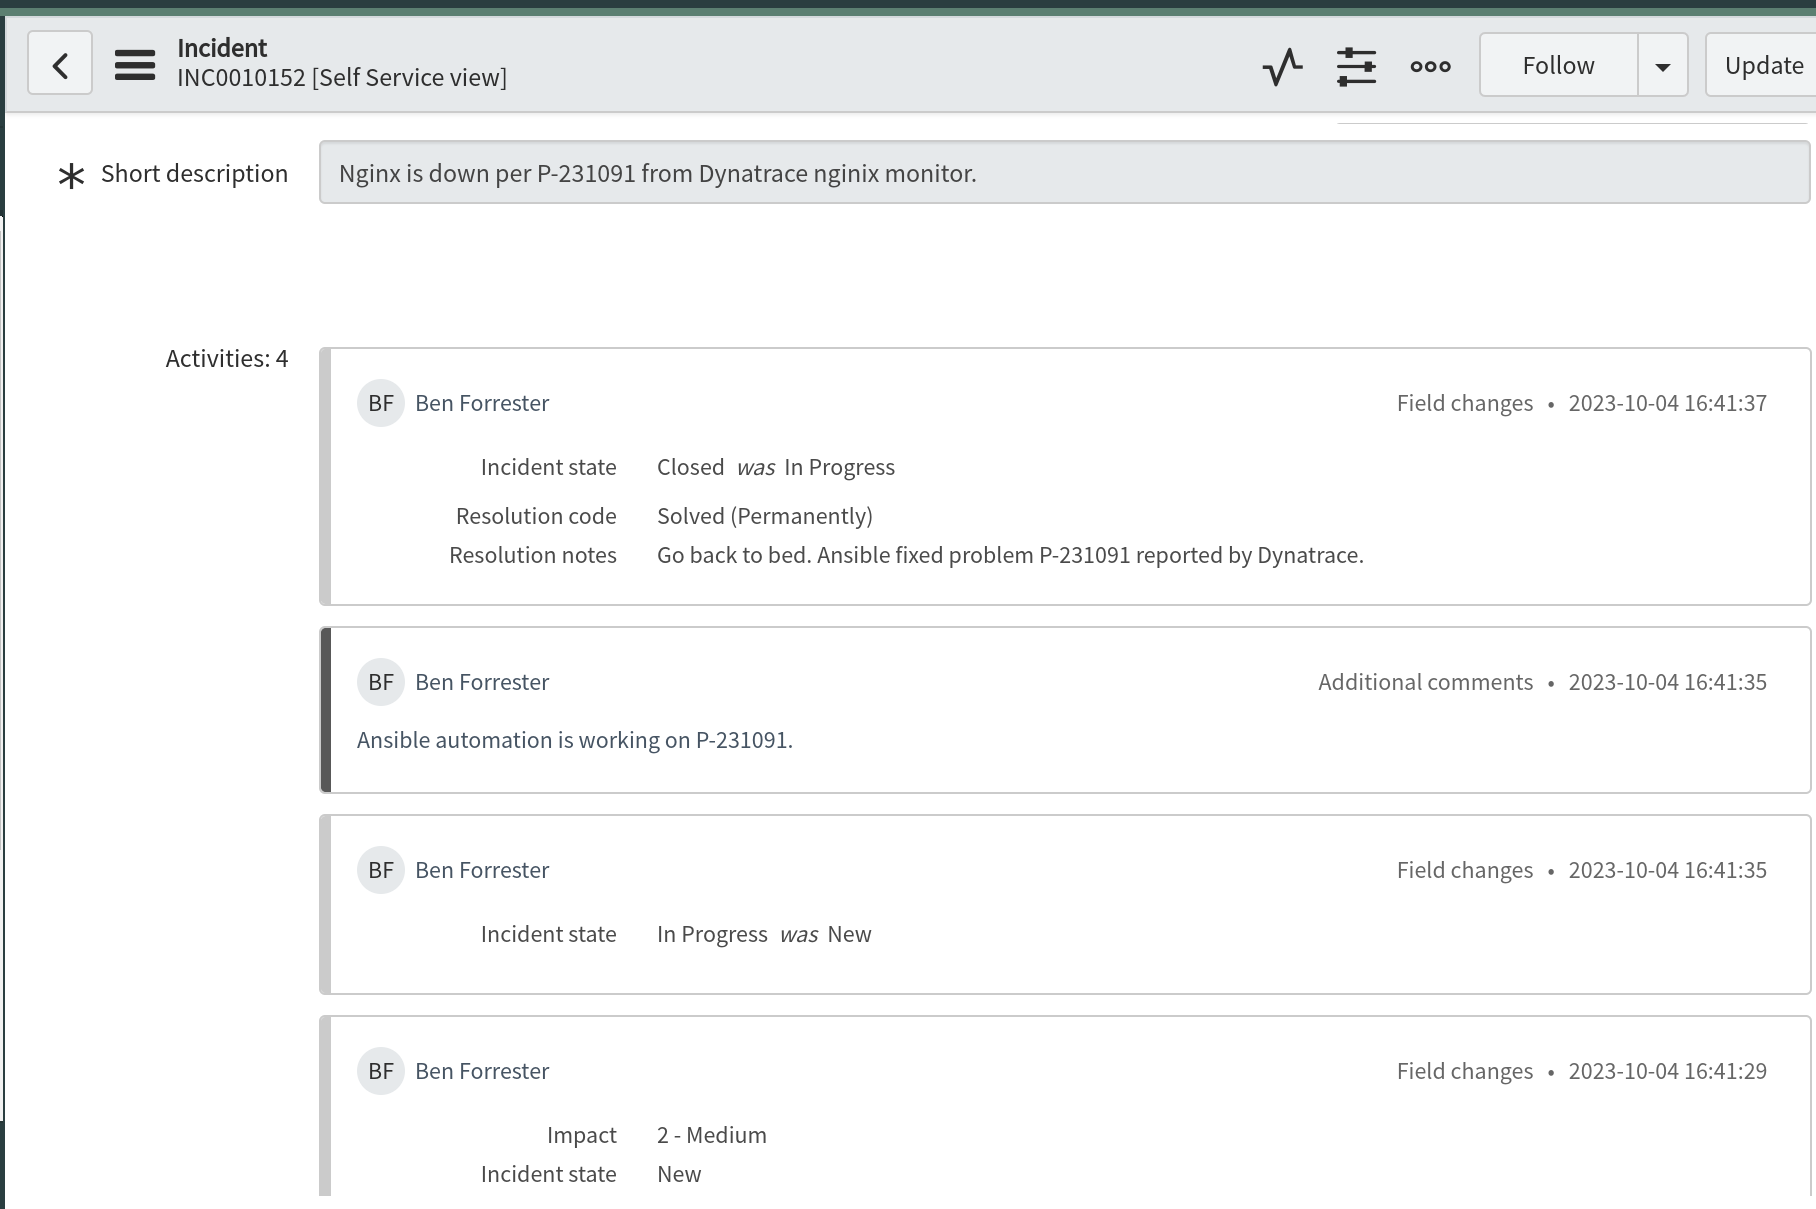 Incident
INC0010152 [Self Service view]
Follow
Update
Short description
Nginx is down per P-231091 from Dynatrace nginix monitor.
Activities: 4
BF Ben Forrester
Field changes • 2023-10-04 16:41:37
Incident state Closed was In Progress
Resolution code Solved (Permanently)
Resolution notes Go back to bed. Ansible fixed problem P-231091 reported by Dynatrace.
BF Ben Forrester
Additional comments • 2023-10-04 16:41:35
Ansible automation is working on P-231091.
BF Ben Forrester
Field changes • 2023-10-04 16:41:35
Incident state In Progress was New
BF Ben Forrester
Field changes • 2023-10-04 16:41:29
Impact 2 - Medium
Incident state New